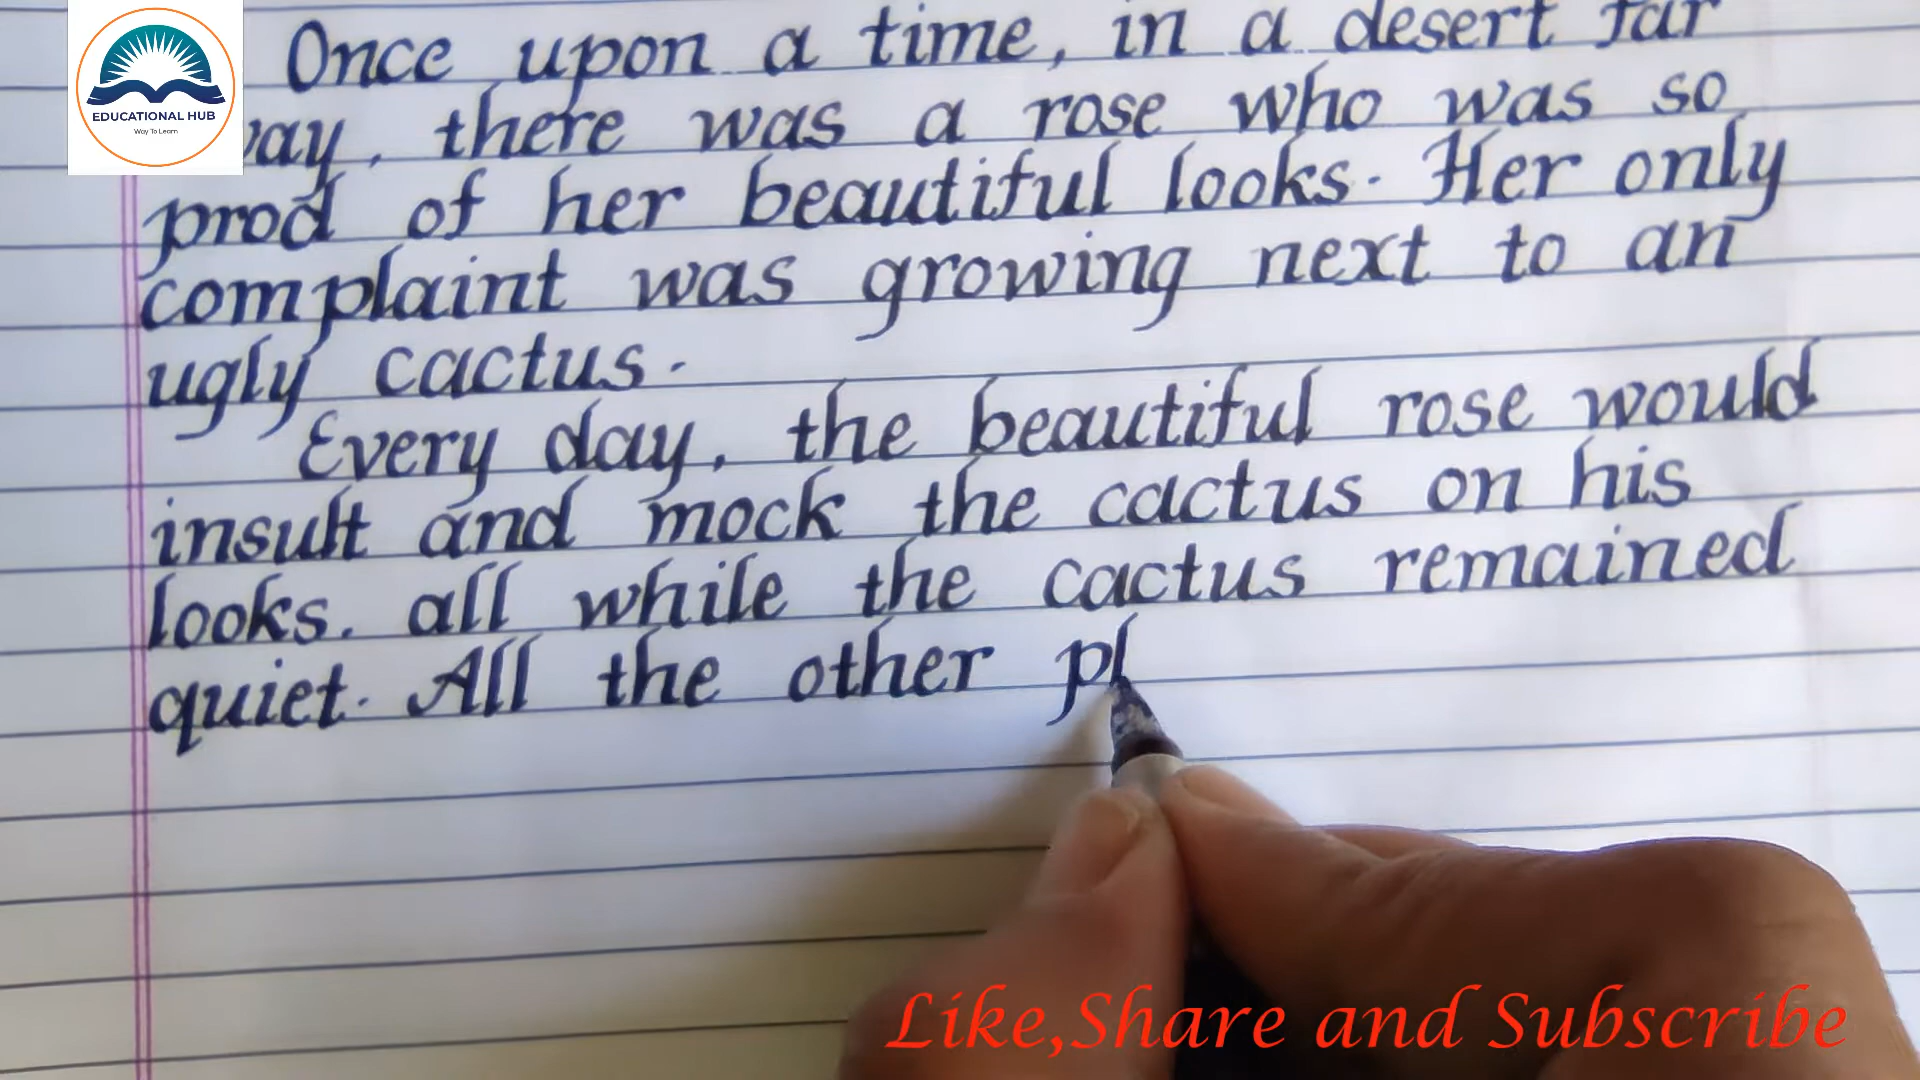 Once upon a time, in a desert far
way, there was a rose who was so
prod of her beautiful looks. Her only
complaint was growing next to an
ugly cactus.
Every day, the beautiful rose would
insult and mock the cactus on his
looks. all while the cactus remained
quiet. All the other pl
EDUCATIONAL HUB
Way To Learn
Like,Share and Subscribe